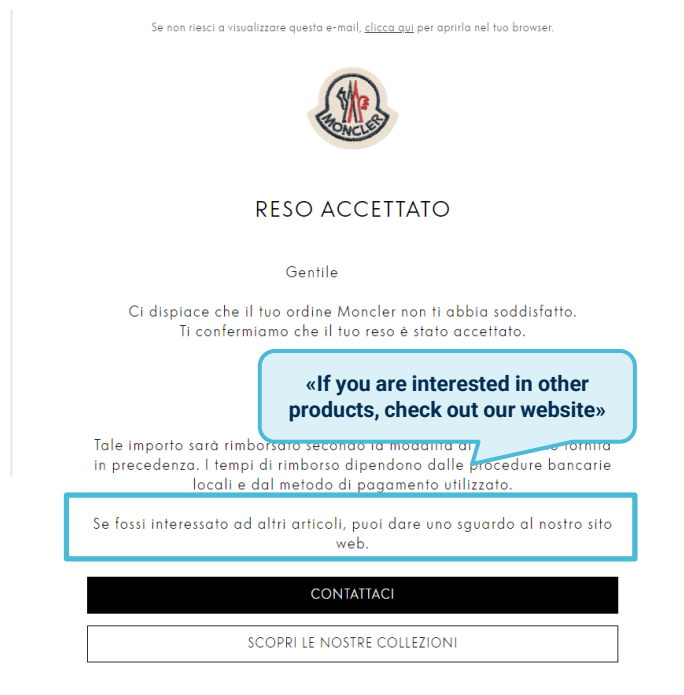 Se non riesci a visualizzare questa e-mail, clicca qui per aprirla nel tuo browser.
MONCLER
RESO ACCETTATO
Gentile
Ci dispiace che il tuo ordine Moncler non ti abbia soddisfatto.
Ti confermiamo che il tuo reso è stato accettato.
«If you are interested in other
products, check out our website»
Tale importo sarà rimborsato secondo la modalità di fornita
in precedenza. I tempi di rimborso dipendono dalle procedure bancarie
locali e dal metodo di pagamento utilizzato.
Se fossi interessato ad altri articoli, puoi dare uno sguardo al nostro sito
web.
CONTATTACI
SCOPRI LE NOSTRE COLLEZIONI